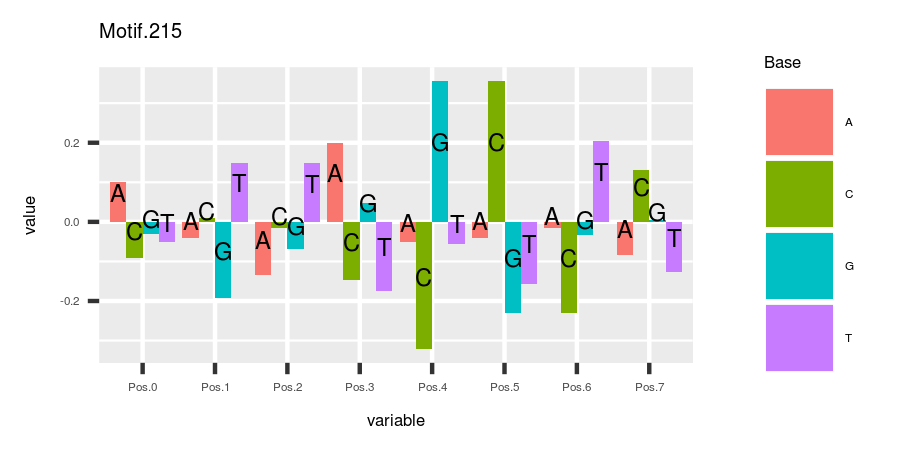 Motif.215
value
0.2
0.0
-0.2
A C G T A C G T A C G T A C G T A C G T A C G T A C G T A C G T
Pos.0 Pos.1 Pos.2 Pos.3 Pos.4 Pos.5 Pos.6 Pos.7
variable
Base
A
C
G
T